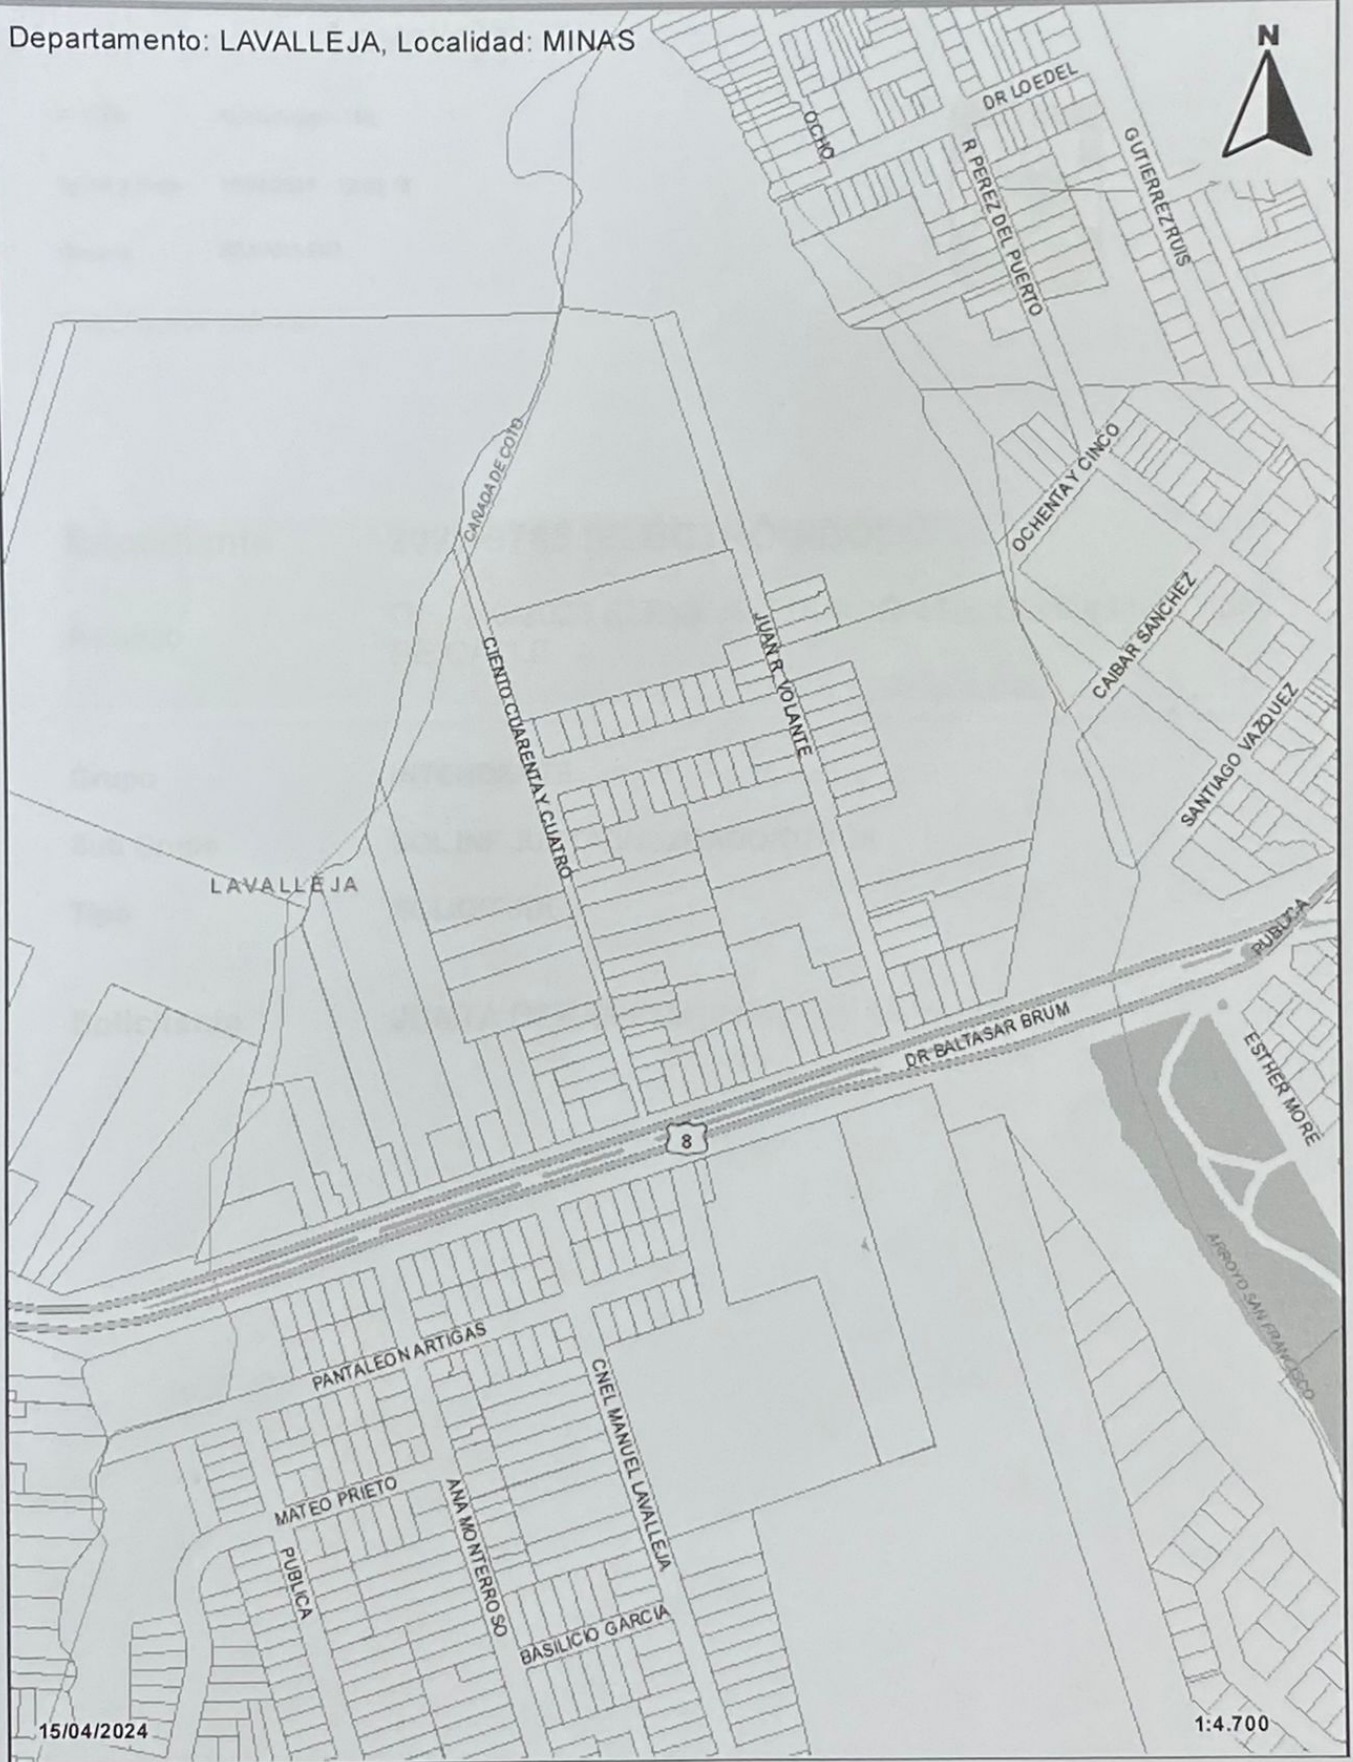 Departamento: LAVALLEJA, Localidad: MINAS
N
DR LOEDEL
OCHO
R PEREZ DEL PUERTO
GUTIERREZ RUIS
CAÑADA DE COTO
OCHENTA Y CINCO
CAIBAR SANCHEZ
JUAN R. VOLANTE
CIENTO CUARENTA Y CUATRO
SANTIAGO VAZQUEZ
LAVALLEJA
PUBLICA
DR BALTASAR BRUM
ESTHER MORE
8
ARROYO SAN FRANCISCO
PANTALEON ARTIGAS
CNEL MANUEL LAVALLEJA
MATEO PRIETO
ANA MONTERROSO
PUBLICA
BASILICIO GARCIA
15/04/2024
1:4.700